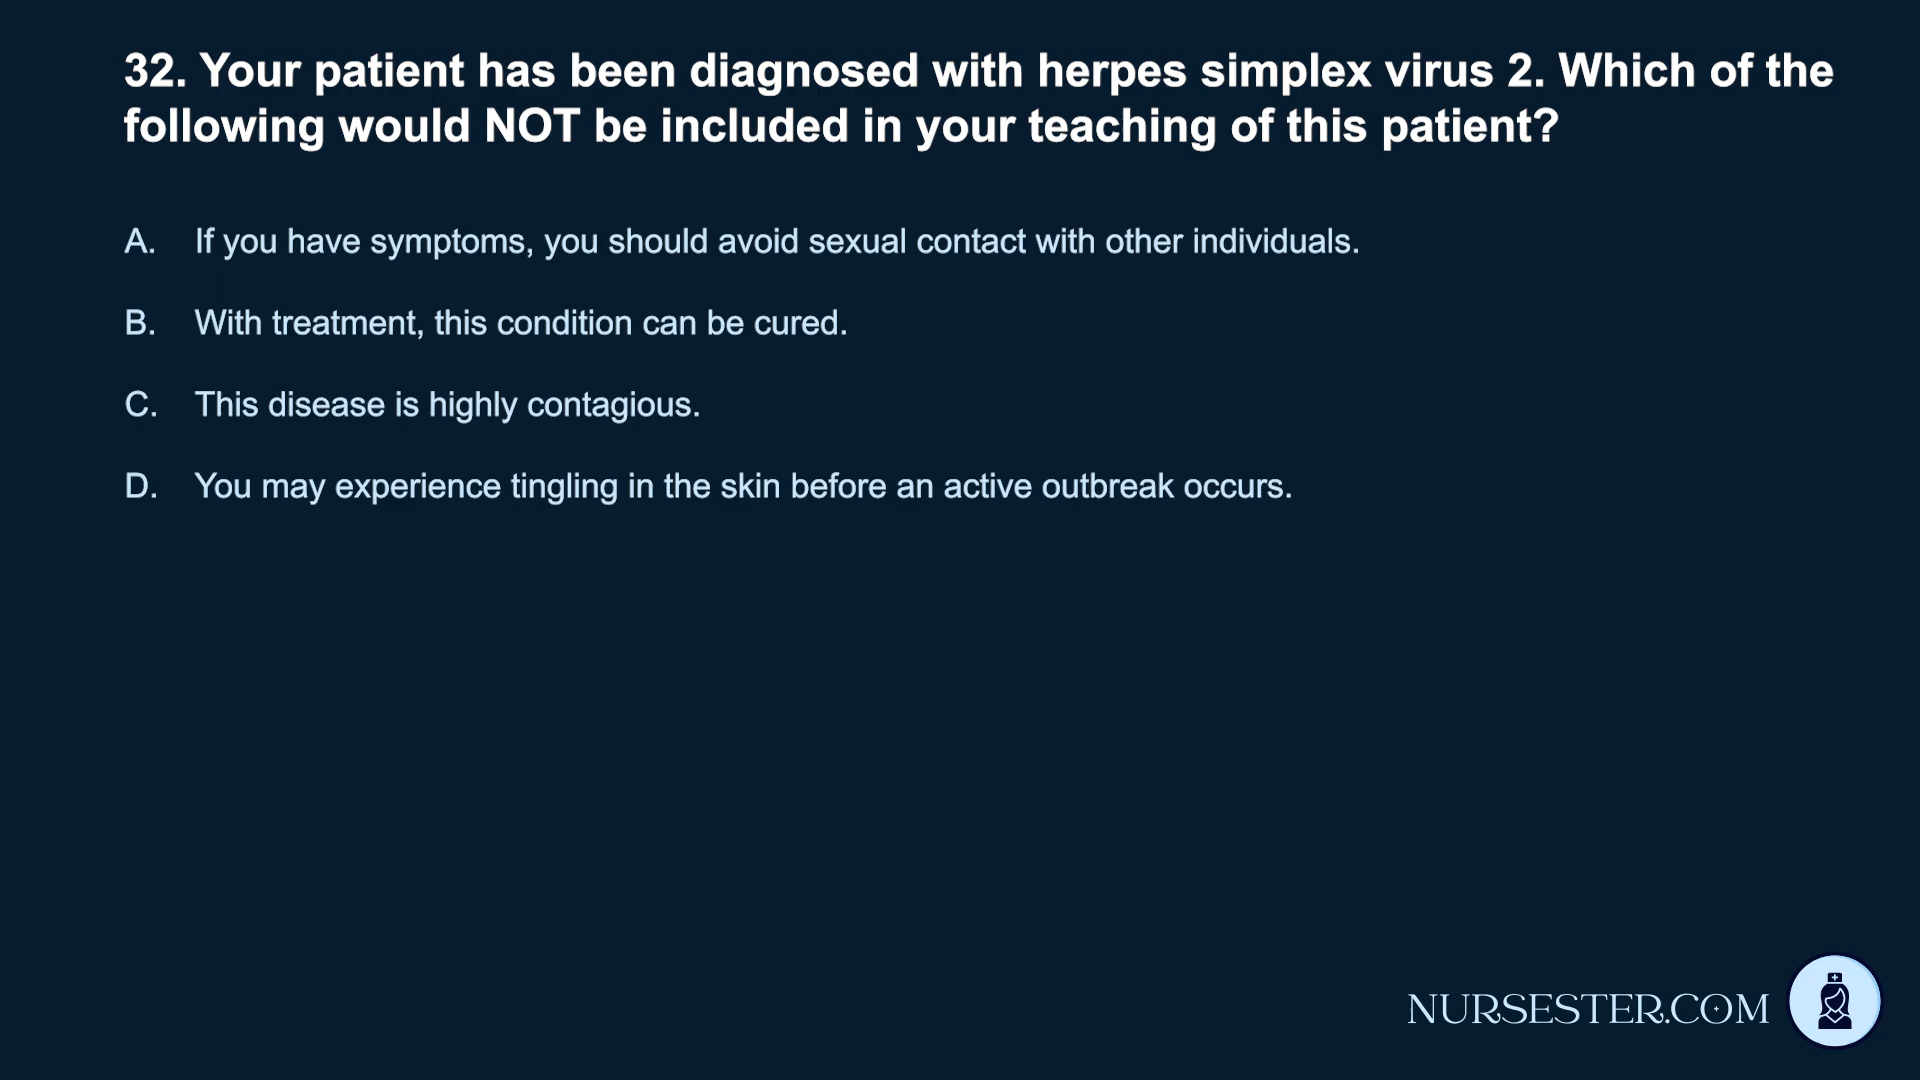 32. Your patient has been diagnosed with herpes simplex virus 2. Which of the
following would NOT be included in your teaching of this patient?
A. If you have symptoms, you should avoid sexual contact with other individuals.
B. With treatment, this condition can be cured.
C. This disease is highly contagious.
D. You may experience tingling in the skin before an active outbreak occurs.
NURSESTER.COM